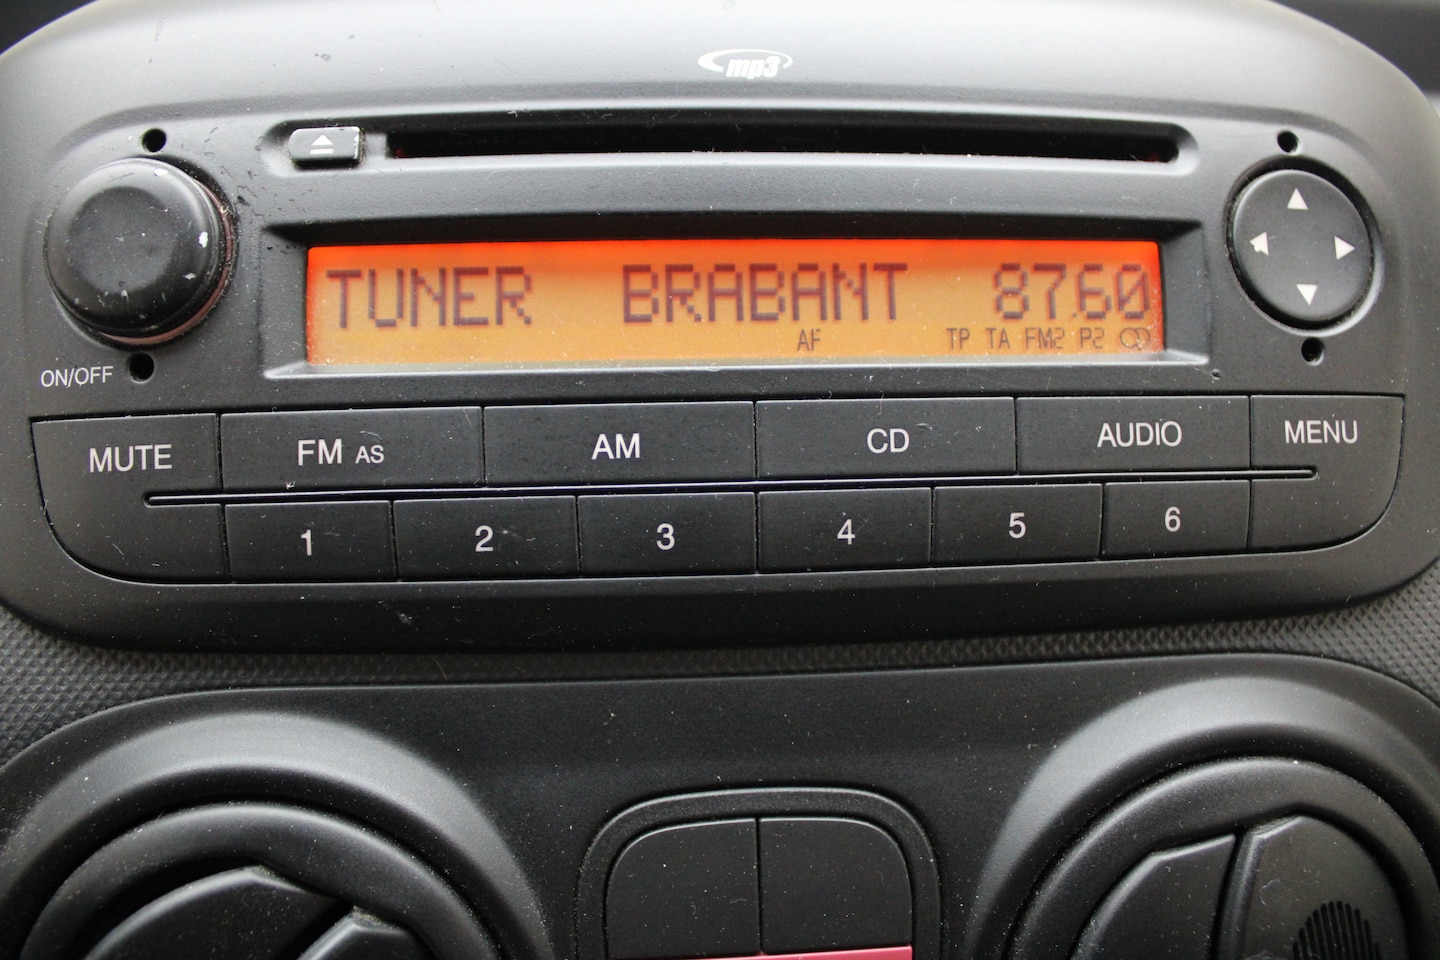 mp3
TUNER BRABANT 87.60
AF TP TA FM2 P2
ON/OFF
MUTE FM AS AM CD AUDIO MENU
1 2 3 4 5 6